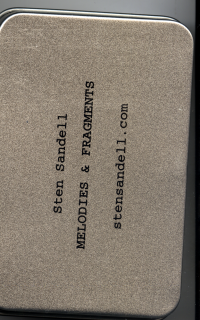 Sten Sandell
MELODIES & FRAGMENTS
stensandell.com